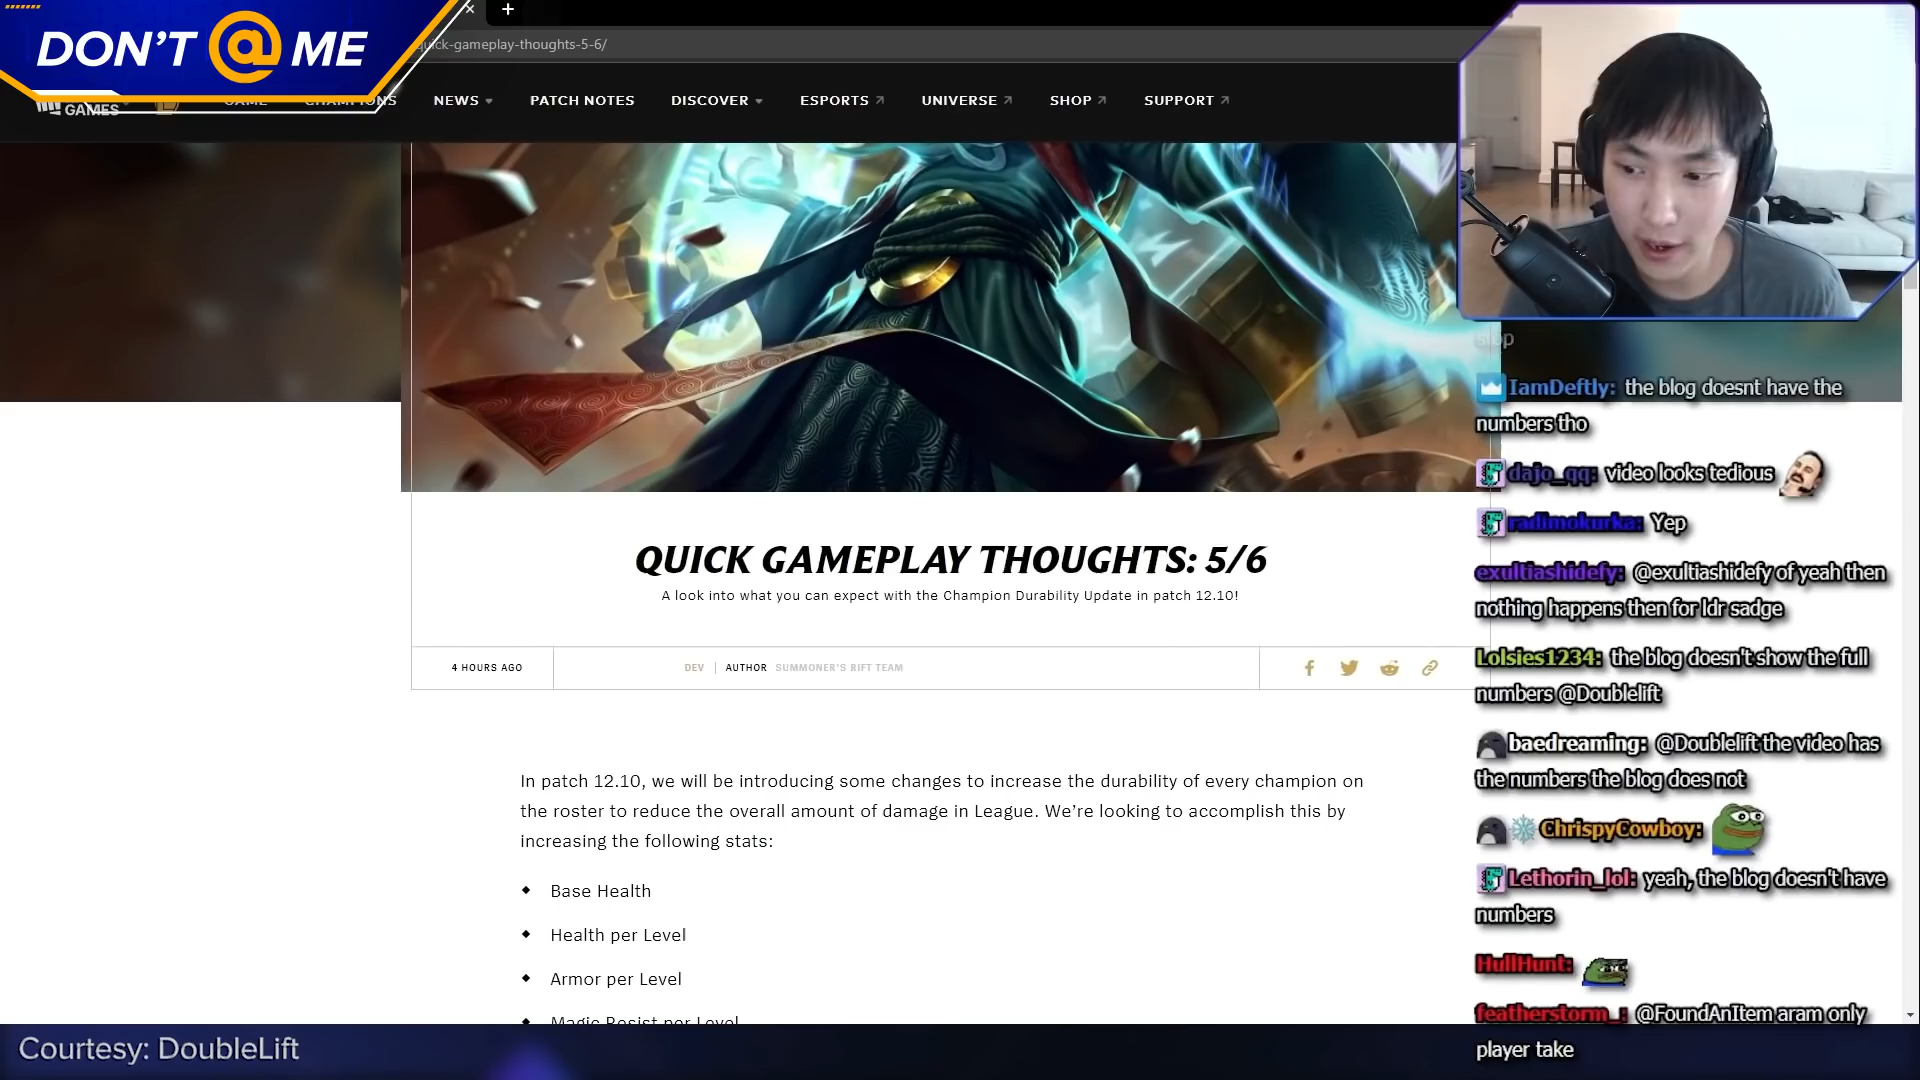 DON'T @ ME
quick-gameplay-thoughts-5-6/
GAMES
GAME
CHAMPIONS
NEWS
PATCH NOTES
DISCOVER
ESPORTS
UNIVERSE
SHOP
SUPPORT
QUICK GAMEPLAY THOUGHTS: 5/6
A look into what you can expect with the Champion Durability Update in patch 12.10!
4 HOURS AGO
DEV | AUTHOR SUMMONER'S RIFT TEAM
In patch 12.10, we will be introducing some changes to increase the durability of every champion on
the roster to reduce the overall amount of damage in League. We're looking to accomplish this by
increasing the following stats:
Base Health
Health per Level
Armor per Level
Magic Resist per Level
stop
IamDeftly: the blog doesnt have the
numbers tho
dajo_qq: video looks tedious
radimokurka: Yep
exultiashidefy: @exultiashidefy of yeah then
nothing happens then for ldr sadge
Lolsies1234: the blog doesn't show the full
numbers @Doublelift
baedreaming: @Doublelift the video has
the numbers the blog does not
ChrispyCowboy:
Lethorin_lol: yeah, the blog doesn't have
numbers
HullHunt:
featherstorm_: @FoundAnItem aram only
player take
Courtesy: DoubleLift